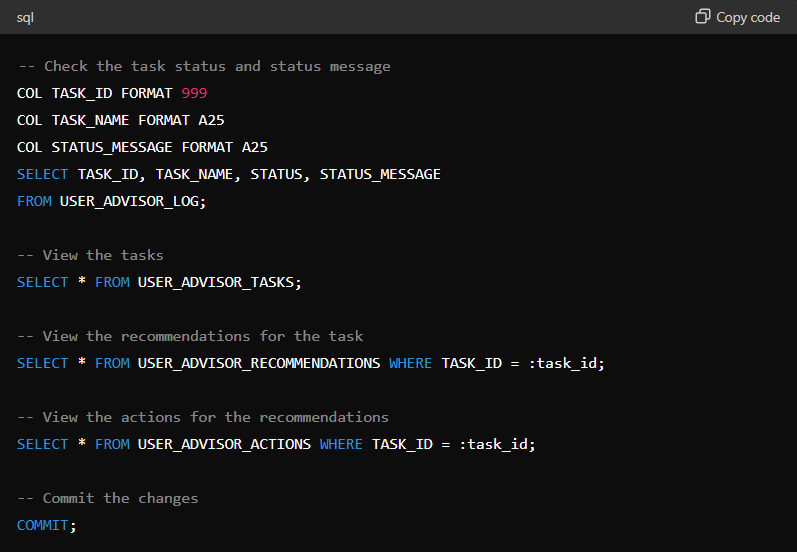 sql
Copy code
-- Check the task status and status message
COL TASK_ID FORMAT 999
COL TASK_NAME FORMAT A25
COL STATUS_MESSAGE FORMAT A25
SELECT TASK_ID, TASK_NAME, STATUS, STATUS_MESSAGE
FROM USER_ADVISOR_LOG;
-- View the tasks
SELECT * FROM USER_ADVISOR_TASKS;
-- View the recommendations for the task
SELECT * FROM USER_ADVISOR_RECOMMENDATIONS WHERE TASK_ID = :task_id;
-- View the actions for the recommendations
SELECT * FROM USER_ADVISOR_ACTIONS WHERE TASK_ID = :task_id;
-- Commit the changes
COMMIT;